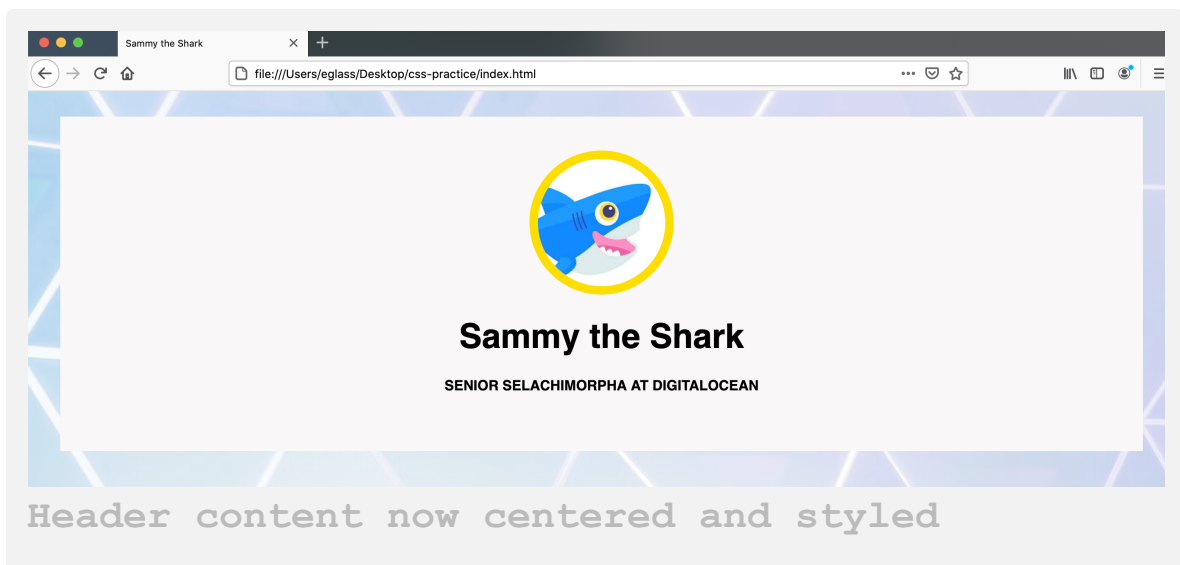 Sammy the Shark
file:///Users/eglass/Desktop/css-practice/index.html
Sammy the Shark
SENIOR SELACHIMORPHA AT DIGITALOCEAN
Header content now centered and styled